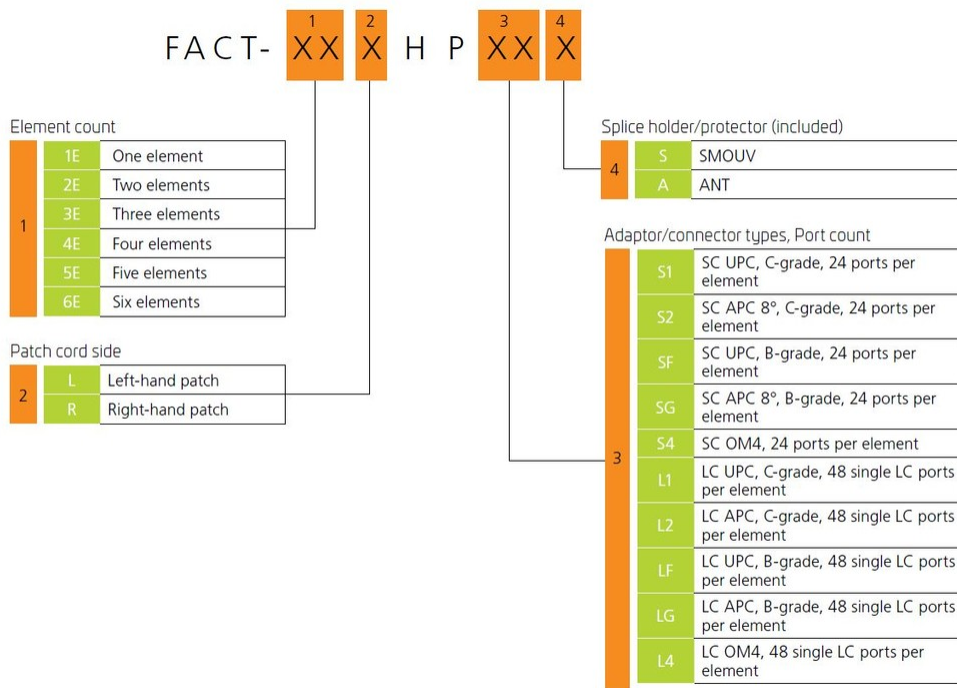 1 2 3 4
FACT- XX X H P XX X
Element count
1
1E One element
2E Two elements
3E Three elements
4E Four elements
5E Five elements
6E Six elements
Patch cord side
2
L Left-hand patch
R Right-hand patch
Splice holder/protector (included)
4
S SMOUV
A ANT
Adaptor/connector types, Port count
3
S1 SC UPC, C-grade, 24 ports per
element
S2 SC APC 8°, C-grade, 24 ports per
element
SF SC UPC, B-grade, 24 ports per
element
SG SC APC 8°, B-grade, 24 ports per
element
S4 SC OM4, 24 ports per element
L1 LC UPC, C-grade, 48 single LC ports
per element
L2 LC APC, C-grade, 48 single LC ports
per element
LF LC UPC, B-grade, 48 single LC ports
per element
LG LC APC, B-grade, 48 single LC ports
per element
L4 LC OM4, 48 single LC ports per
element